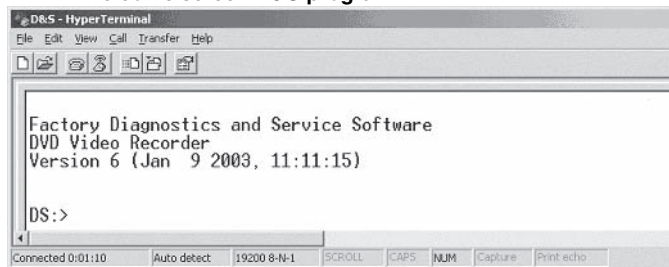 D&S - HyperTerminal
File Edit View Call Transfer Help
Factory Diagnostics and Service Software
DVD Video Recorder
Version 6 (Jan  9 2003, 11:11:15)
DS:>
Connected 0:01:10 Auto detect 19200 8-N-1 SCROLL CAPS NUM Capture Print echo